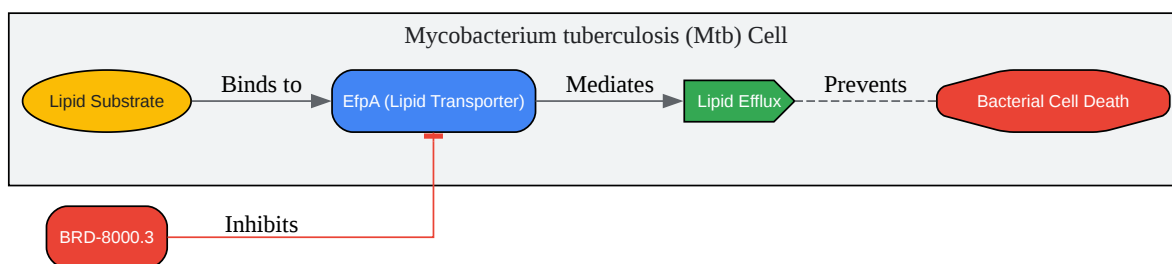 Mycobacterium tuberculosis (Mtb) Cell
Lipid Substrate
Binds to
EfpA (Lipid Transporter)
Mediates
Lipid Efflux
Prevents
Bacterial Cell Death
BRD-8000.3
Inhibits